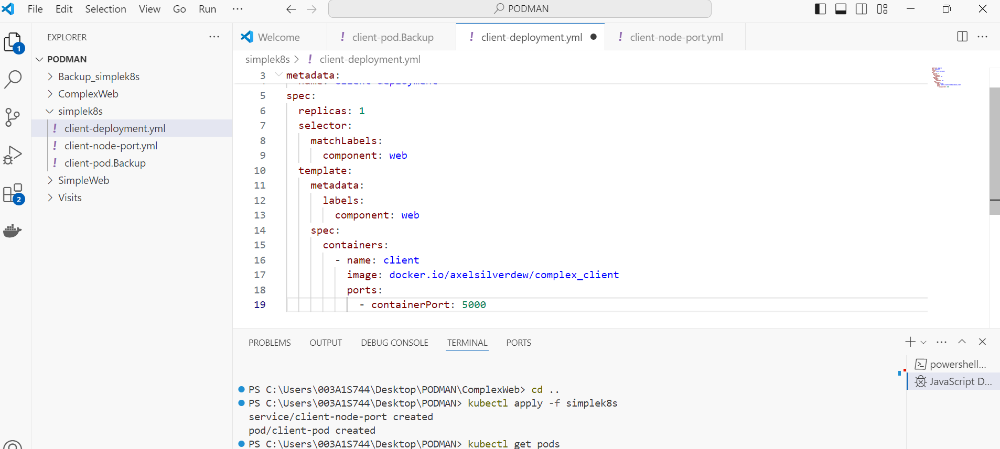 File Edit Selection View Go Run ···
PODMAN
EXPLORER ···
PODMAN
Backup_simplek8s
ComplexWeb
simplek8s
! client-deployment.yml
! client-node-port.yml
! client-pod.Backup
SimpleWeb
Visits
1
2
Welcome
! client-pod.Backup
! client-deployment.yml ●
! client-node-port.yml
simplek8s > ! client-deployment.yml
3 metadata:
name: client-deployment
5 spec:
6 replicas: 1
7 selector:
8 matchLabels:
9 component: web
10 template:
11 metadata:
12 labels:
13 component: web
14 spec:
15 containers:
16 - name: client
17 image: docker.io/axelsilverdew/complex_client
18 ports:
19 - containerPort: 5000
PROBLEMS OUTPUT DEBUG CONSOLE TERMINAL PORTS
PS C:\Users\003A1S744\Desktop\PODMAN\ComplexWeb> cd ..
PS C:\Users\003A1S744\Desktop\PODMAN> kubectl apply -f simplek8s
service/client-node-port created
pod/client-pod created
PS C:\Users\003A1S744\Desktop\PODMAN> kubectl get pods
powershell...
JavaScript D...